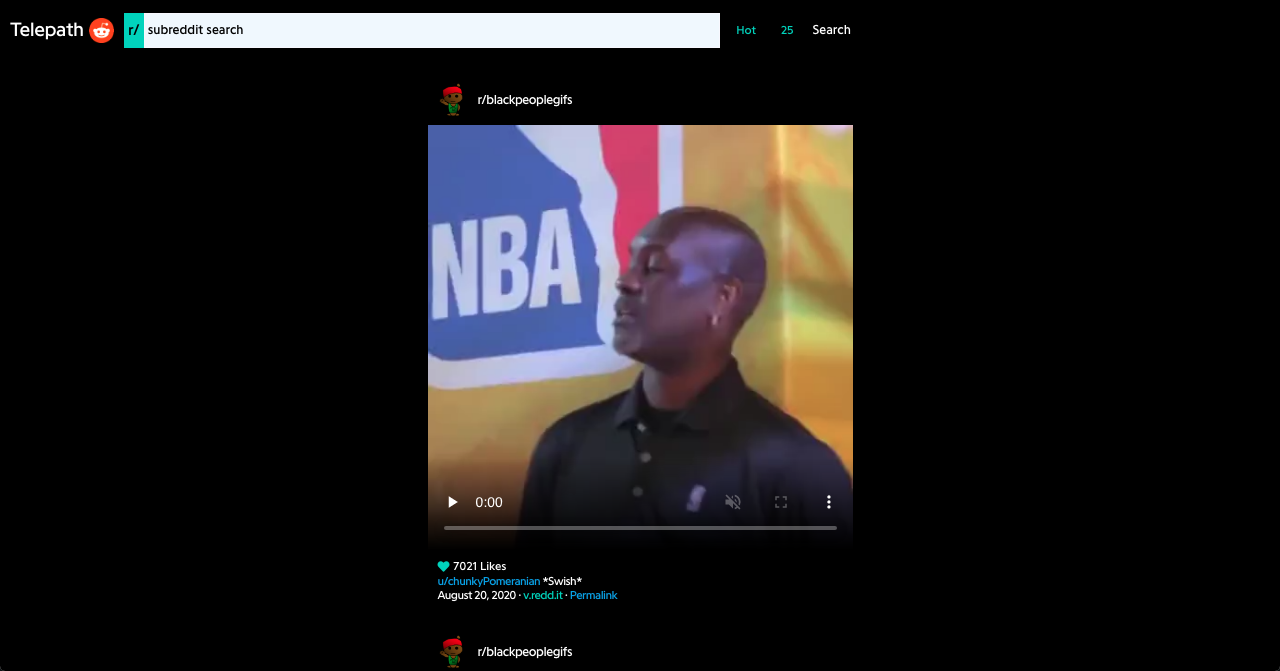 Telepath r/ subreddit search Hot 25 Search
r/blackpeoplegifs
NBA
0:00
7021 Likes
u/chunkyPomeranian *Swish*
August 20, 2020 · v.redd.it · Permalink
r/blackpeoplegifs